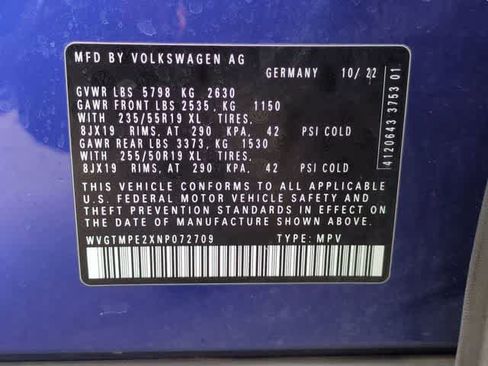 MFD BY VOLKSWAGEN AG
GERMANY 10/ 22
GVWR LBS 5798 KG 2630
GAWR FRONT LBS 2535, KG 1150
WITH 235/55R19 XL TIRES,
8JX19 RIMS, AT 290 KPA, 42 PSI COLD
GAWR REAR LBS 3373, KG 1530
WITH 255/50R19 XL TIRES,
8JX19 RIMS, AT 290 KPA, 42 PSI COLD
THIS VEHICLE CONFORMS TO ALL APPLICABLE
U.S. FEDERAL MOTOR VEHICLE SAFETY AND
THEFT PREVENTION STANDARDS IN EFFECT ON
THE DATE OF MANUFACTURE SHOWN ABOVE.
WVGTMPE2XNP072709 TYPE: MPV
4120643 3753 01